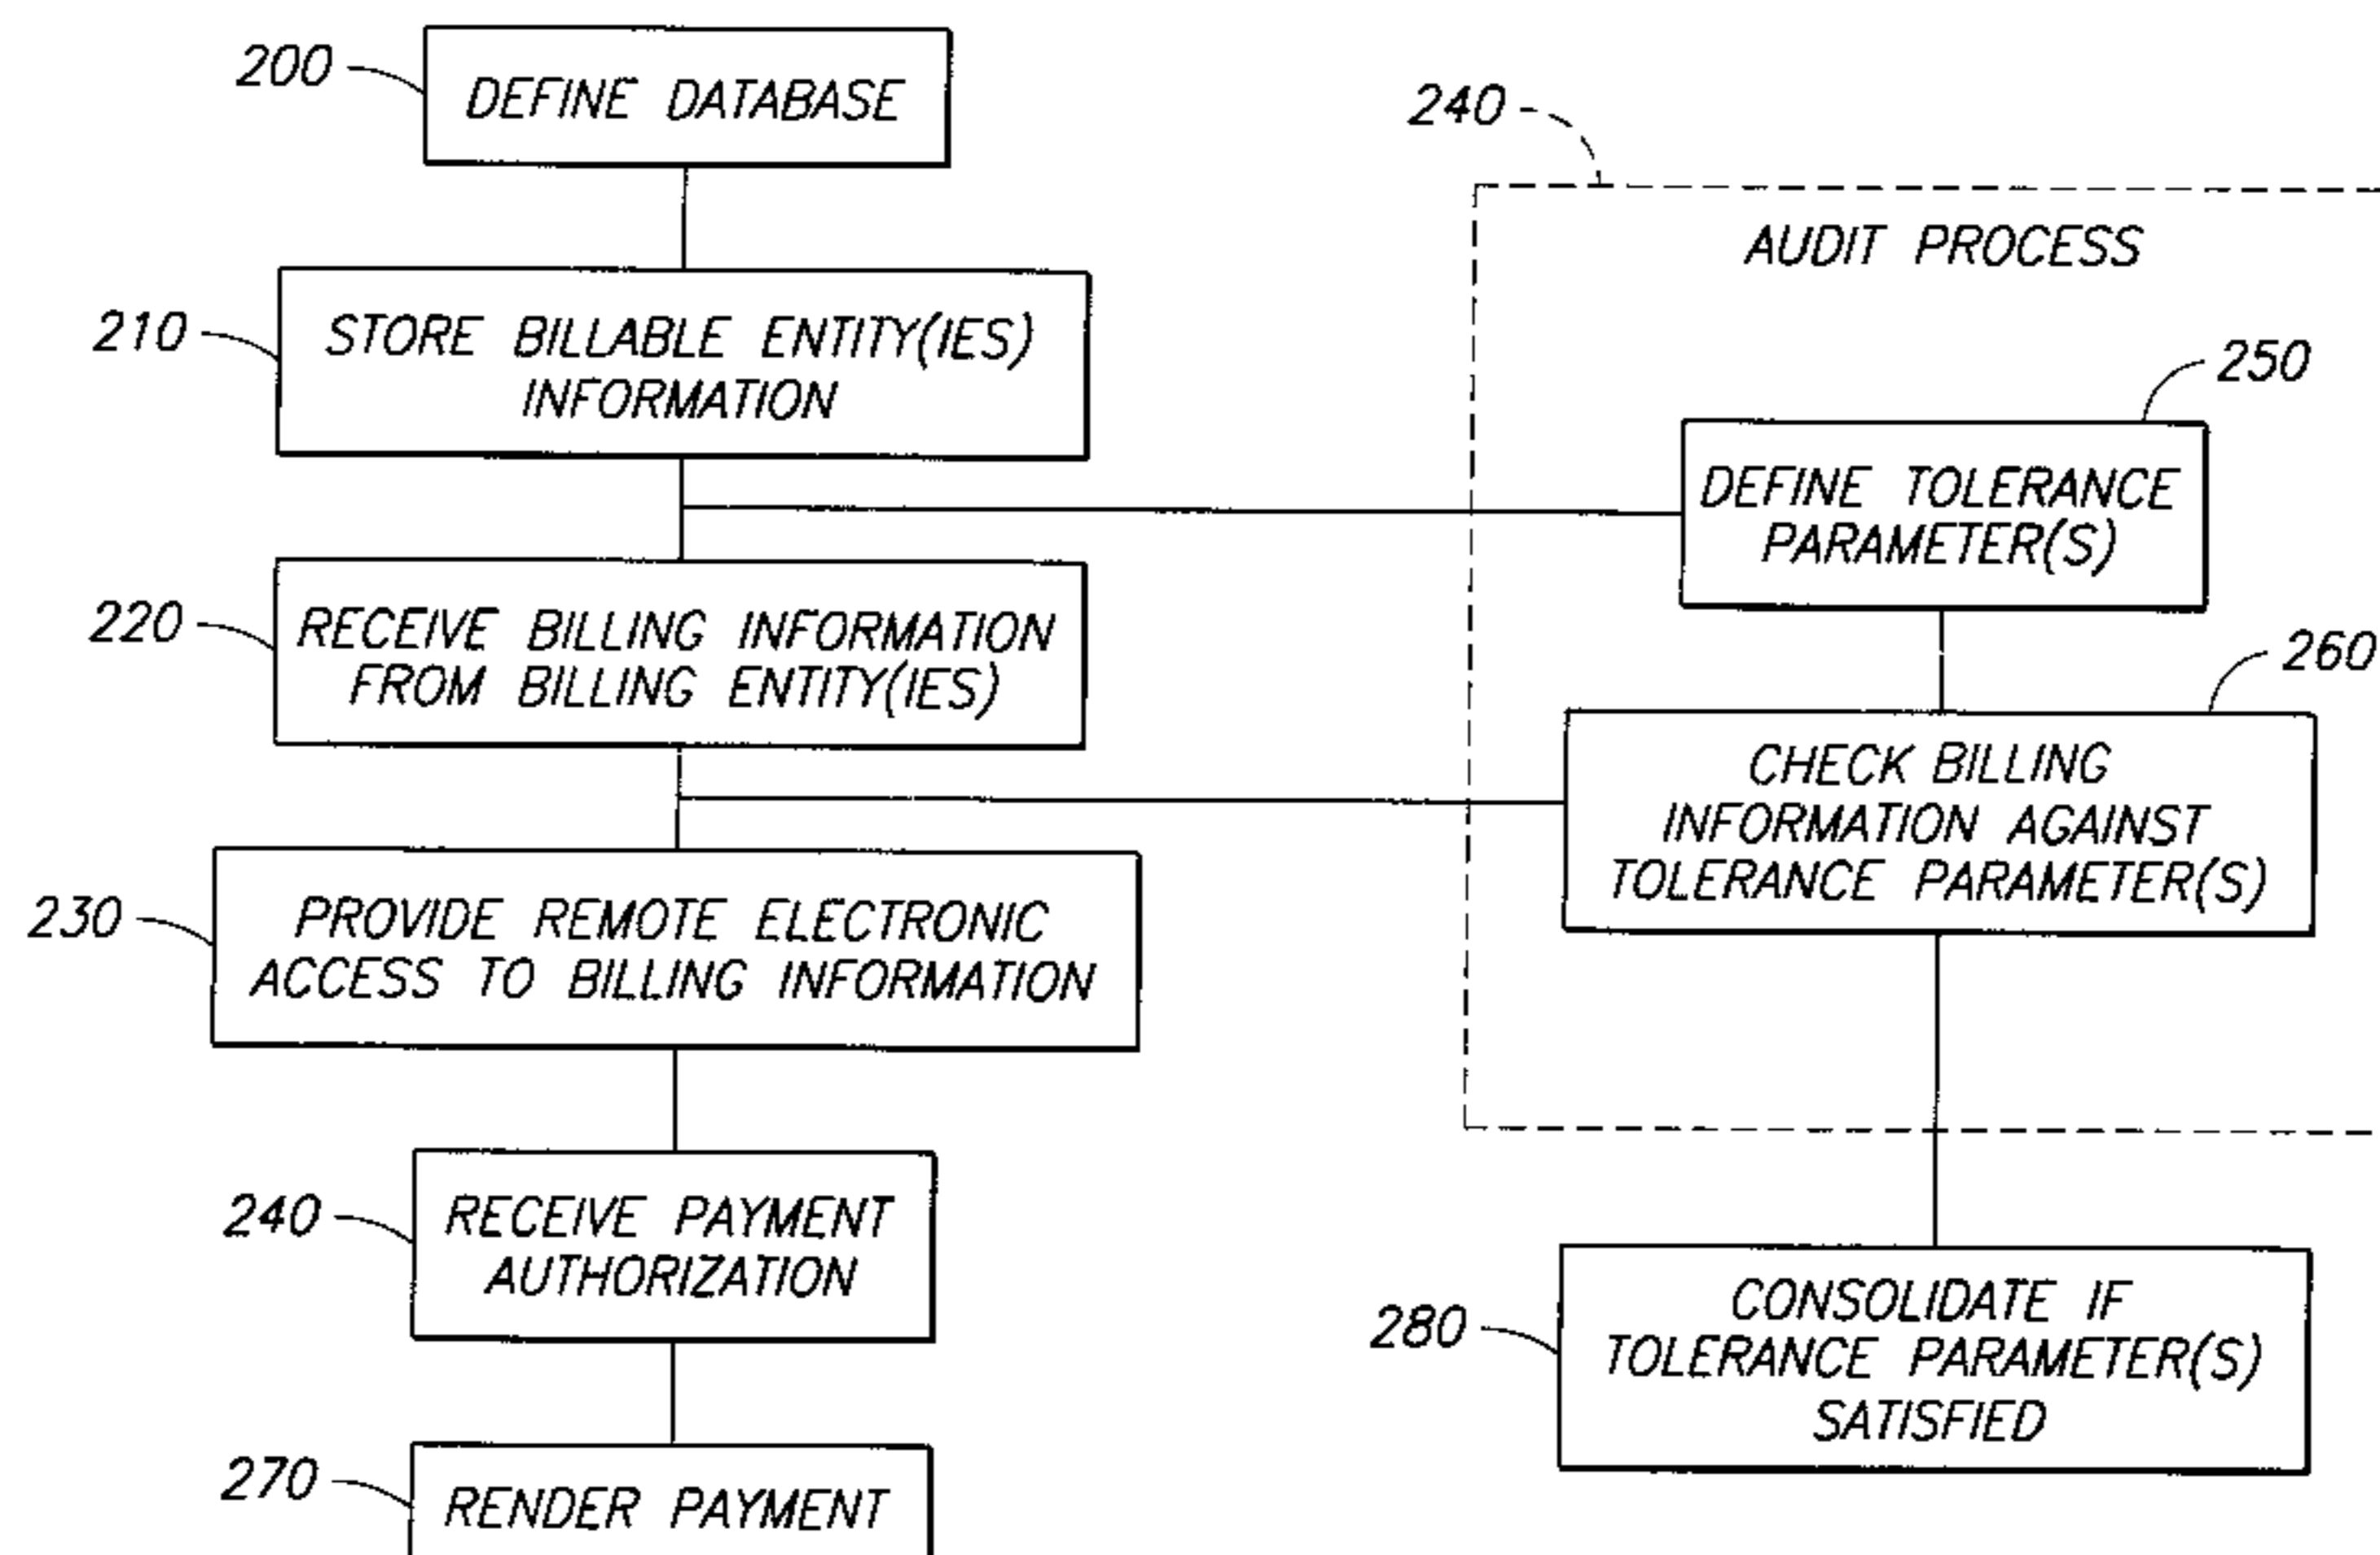 200
DEFINE DATABASE
210
STORE BILLABLE ENTITY(IES)
INFORMATION
220
RECEIVE BILLING INFORMATION
FROM BILLING ENTITY(IES)
230
PROVIDE REMOTE ELECTRONIC
ACCESS TO BILLING INFORMATION
240
RECEIVE PAYMENT
AUTHORIZATION
270
RENDER PAYMENT
240
AUDIT PROCESS
250
DEFINE TOLERANCE
PARAMETER(S)
260
CHECK BILLING
INFORMATION AGAINST
TOLERANCE PARAMETER(S)
280
CONSOLIDATE IF
TOLERANCE PARAMETER(S)
SATISFIED